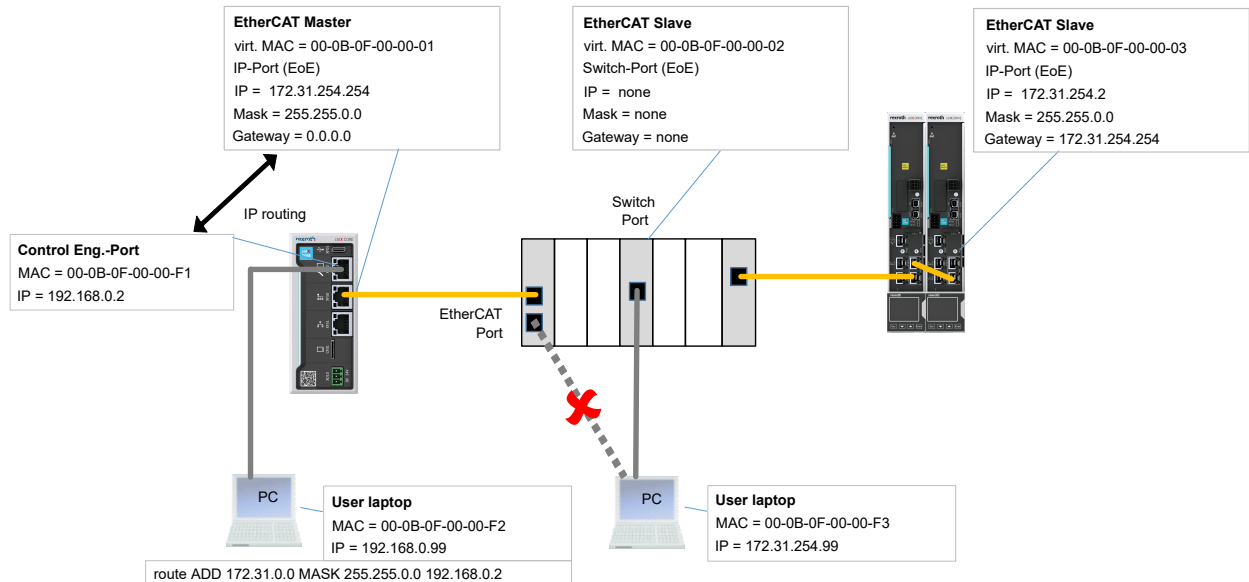 EtherCAT Master
virt. MAC = 00-0B-0F-00-00-01
IP-Port (EoE)
IP = 172.31.254.254
Mask = 255.255.0.0
Gateway = 0.0.0.0
EtherCAT Slave
virt. MAC = 00-0B-0F-00-00-02
Switch-Port (EoE)
IP = none
Mask = none
Gateway = none
EtherCAT Slave
virt. MAC = 00-0B-0F-00-00-03
IP-Port (EoE)
IP = 172.31.254.2
Mask = 255.255.0.0
Gateway = 172.31.254.254
rexroth
rexroth
IP routing
Switch
Port
Control Eng.-Port
MAC = 00-0B-0F-00-00-F1
IP = 192.168.0.2
rexroth
EtherCAT
Port
PC
User laptop
MAC = 00-0B-0F-00-00-F2
IP = 192.168.0.99
route ADD 172.31.0.0 MASK 255.255.0.0 192.168.0.2
PC
User laptop
MAC = 00-0B-0F-00-00-F3
IP = 172.31.254.99